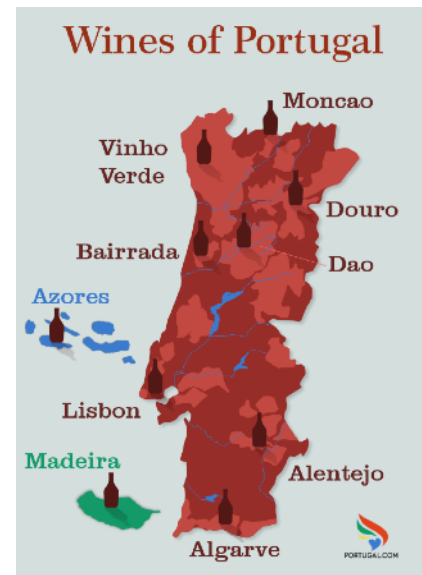 Wines of Portugal
Moncao
Vinho
Verde
Douro
Bairrada
Dao
Azores
Lisbon
Madeira
Alentejo
Algarve
PORTUGAL.COM